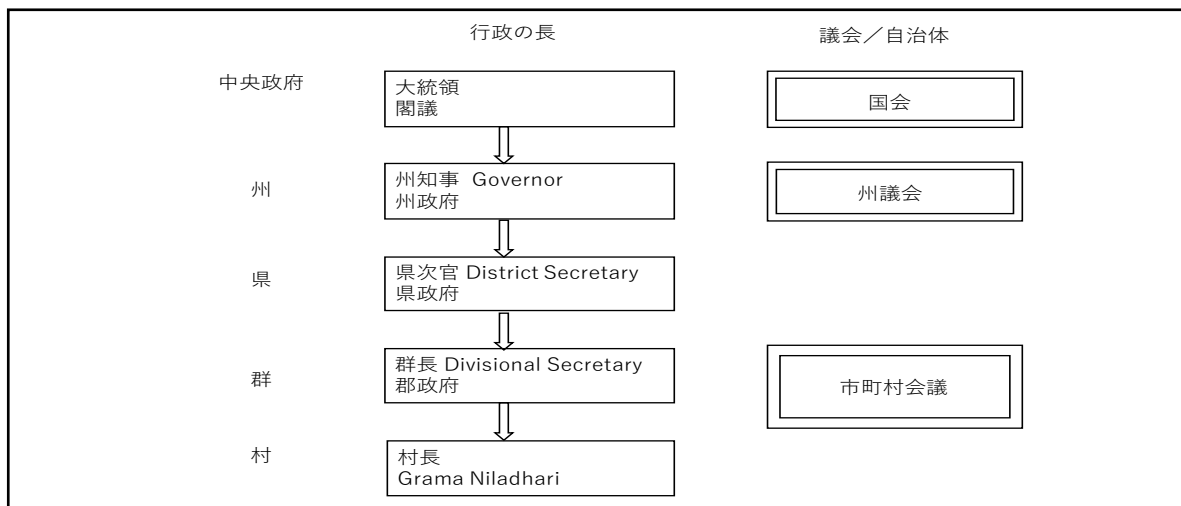 行政の長
議会／自治体
中央政府
大統領
閣議
国会
州
州知事 Governor
州政府
州議会
県
県次官 District Secretary
県政府
群
群長 Divisional Secretary
郡政府
市町村会議
村
村長
Grama Niladhari